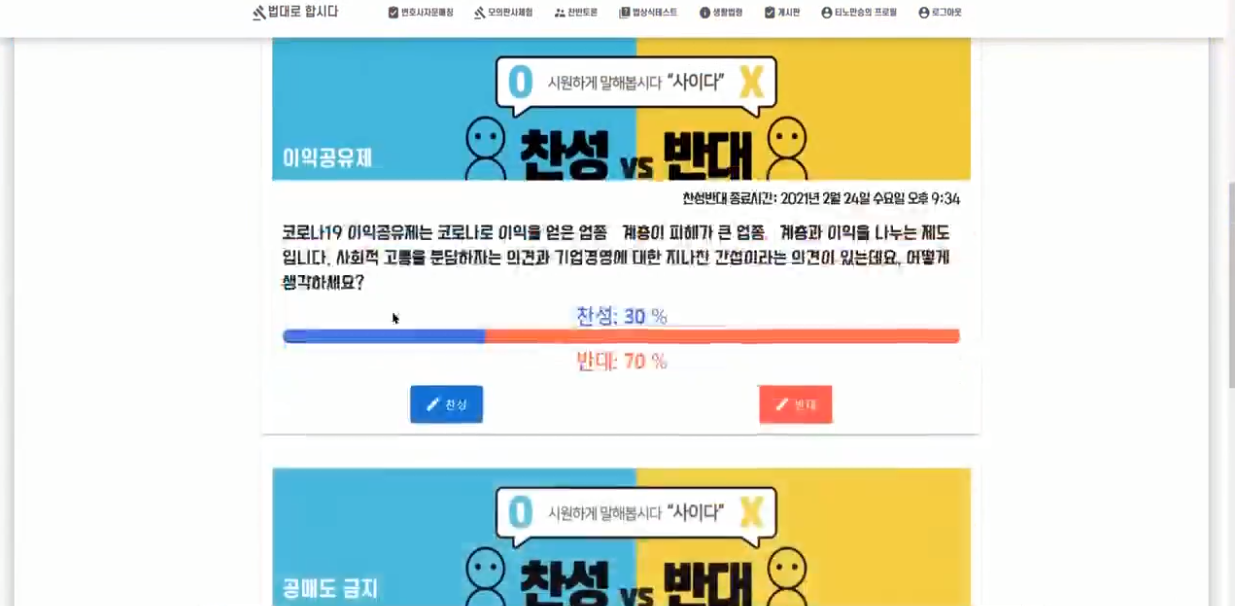 법대로 합시다
변호사자문매칭 모의판사체험 찬반토론 법상식테스트 생활법령 게시판 티노한승의 프로필 로그아웃
O 시원하게 말해봅시다 "사이다" X
찬성 vs 반대
이익공유제
찬성반대 종료시간: 2021년 2월 24일 수요일 오후 9:34
코로나19 이익공유제는 코로나로 이익을 얻은 업종 계층이 피해가 큰 업종, 계층과 이익을 나누는 제도
입니다. 사회적 고통을 분담하자는 의견과 기업경영에 대한 지나친 간섭이라는 의견이 있는데요, 어떻게
생각하세요?
찬성: 30 %
반대: 70 %
찬성 반대
O 시원하게 말해봅시다 "사이다" X
찬성 vs 반대
공매도 금지